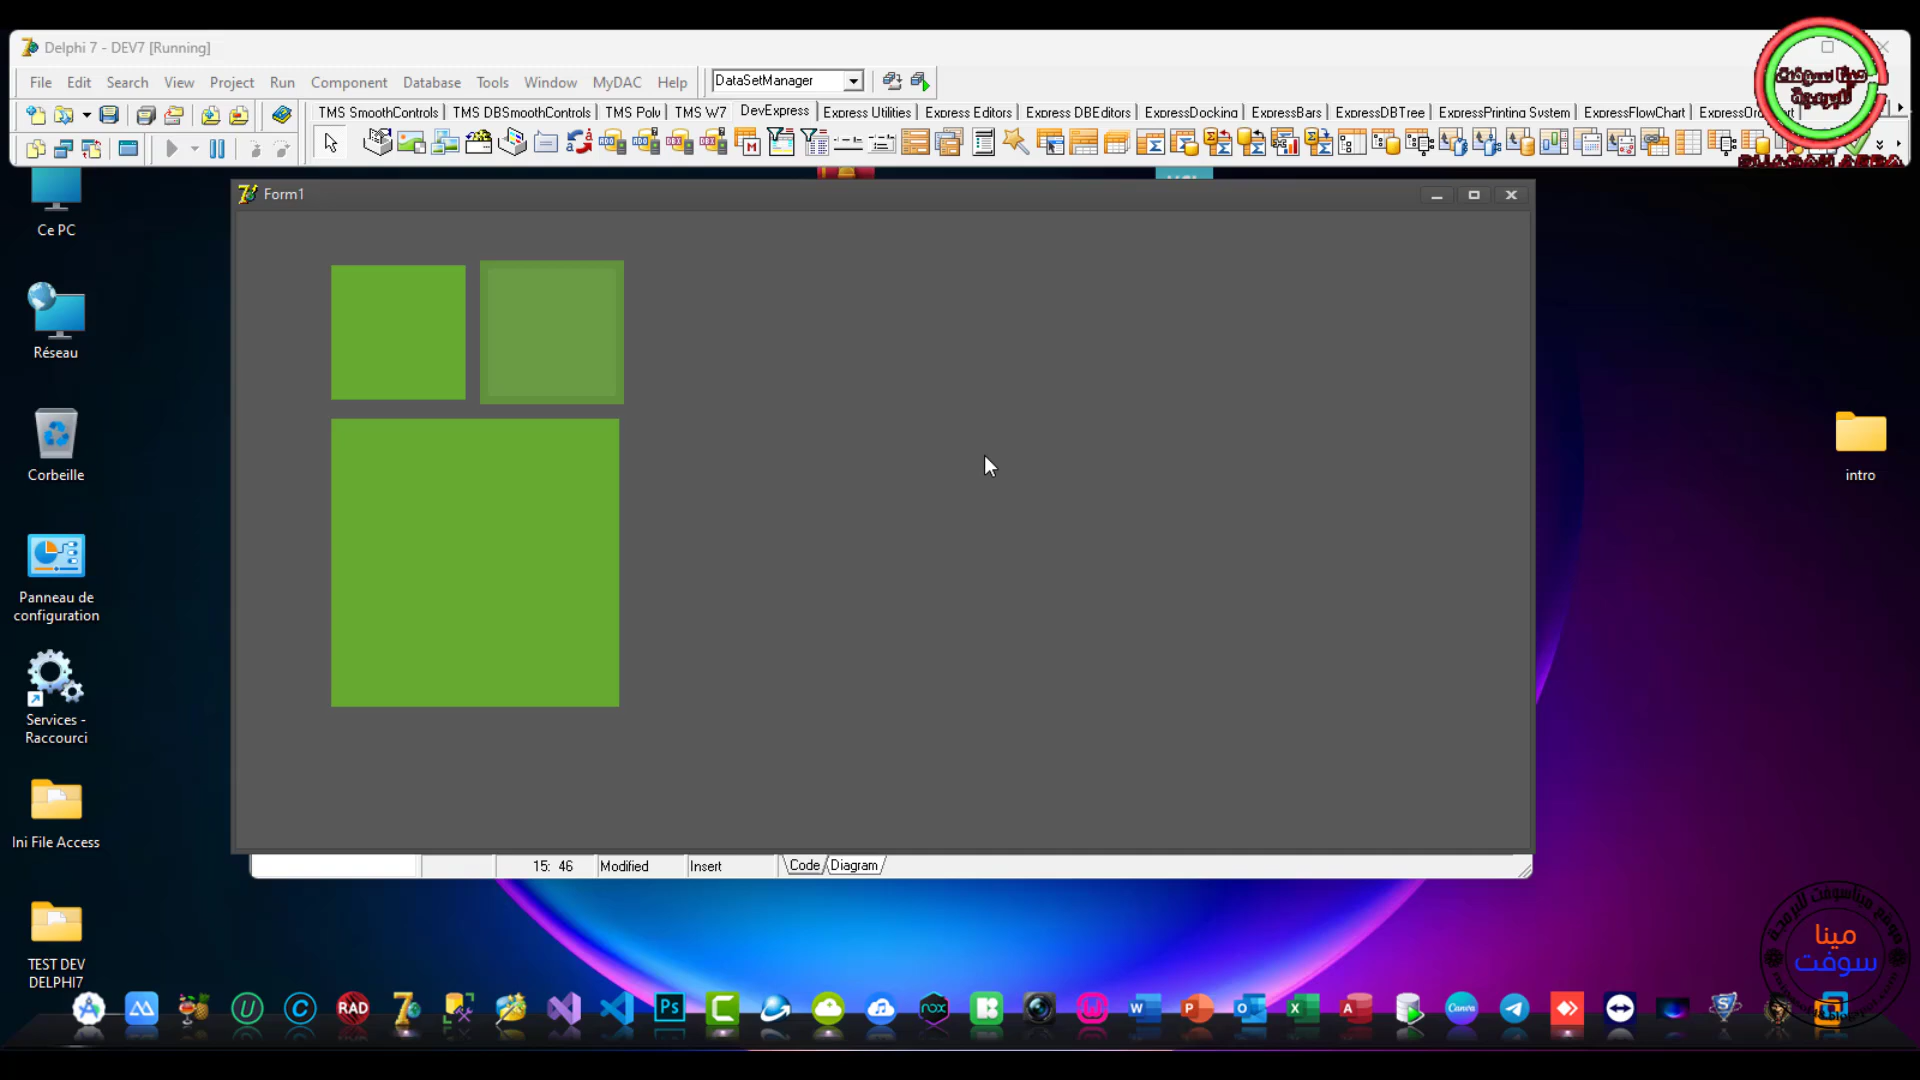 Delphi 7 - DEV7 [Running]
File Edit Search View Project Run Component Database Tools Window MyDAC Help DataSetManager
TMS SmoothControls TMS DBSmoothControls TMS Poly TMS W7 DevExpress Express Utilities Express Editors Express DBEditors ExpressDocking ExpressBars ExpressDBTree ExpressPrinting System ExpressFlowChart
Form1
Ce PC
Réseau
Corbeille
Panneau de
configuration
Services -
Raccourci
Ini File Access
TEST DEV
DELPHI7
intro
15: 46 Modified Insert Code Diagram
موقع ميناسوفت للبرمجة
مينا
سوفت